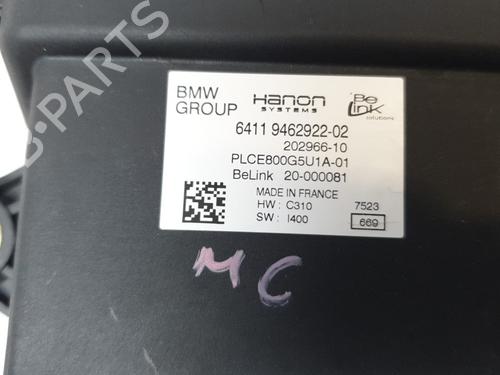 BMW GROUP
Hanon SYSTEMS
Be Link solutions
6411 9462922-02
202966-10
PLCE800G5U1A-01
BeLink 20-000081
MADE IN FRANCE
HW : C310 7523
SW : I400 669
MC
B-PARTS